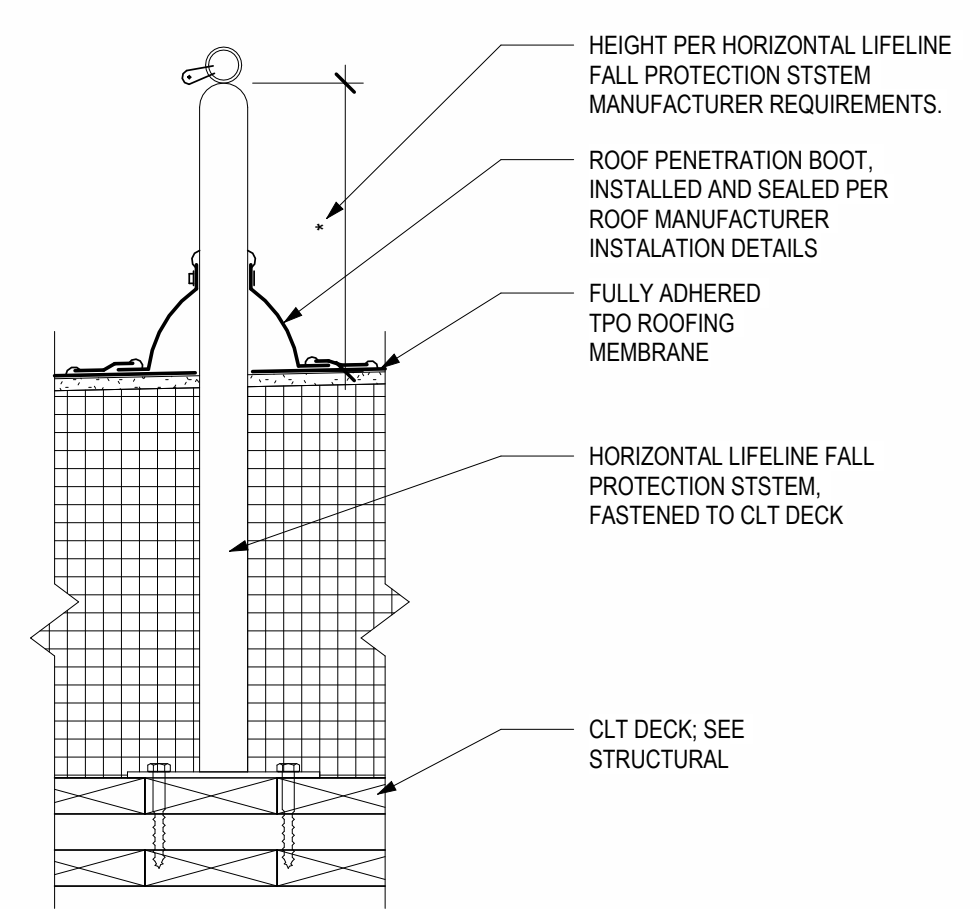 HEIGHT PER HORIZONTAL LIFELINE
FALL PROTECTION STSTEM
MANUFACTURER REQUIREMENTS.
ROOF PENETRATION BOOT,
INSTALLED AND SEALED PER
ROOF MANUFACTURER
INSTALATION DETAILS
*
FULLY ADHERED
TPO ROOFING
MEMBRANE
HORIZONTAL LIFELINE FALL
PROTECTION STSTEM,
FASTENED TO CLT DECK
CLT DECK; SEE
STRUCTURAL